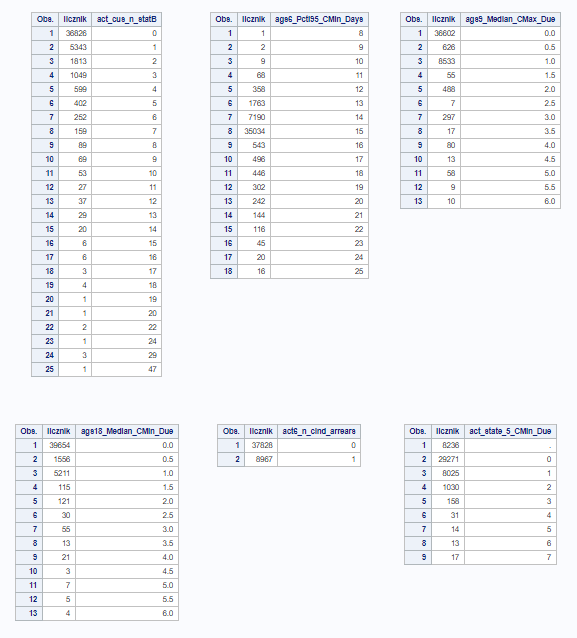 Obs. licznik act_cus_n_statB
1 36826 0
2 5343 1
3 1813 2
4 1049 3
5 599 4
6 402 5
7 252 6
8 159 7
9 89 8
10 69 9
11 53 10
12 27 11
13 37 12
14 29 13
15 20 14
16 6 15
17 6 16
18 3 17
19 4 18
20 1 19
21 1 20
22 2 22
23 1 24
24 3 29
25 1 47
Obs. licznik ags6_Pctl95_CMin_Days
1 1 8
2 2 9
3 9 10
4 68 11
5 358 12
6 1763 13
7 7190 14
8 35034 15
9 543 16
10 496 17
11 446 18
12 302 19
13 242 20
14 144 21
15 116 22
16 45 23
17 20 24
18 16 25
Obs. licznik ags9_Median_CMax_Due
1 36602 0.0
2 626 0.5
3 8533 1.0
4 55 1.5
5 488 2.0
6 7 2.5
7 297 3.0
8 17 3.5
9 80 4.0
10 13 4.5
11 58 5.0
12 9 5.5
13 10 6.0
Obs. licznik ags18_Median_CMin_Due
1 39654 0.0
2 1556 0.5
3 5211 1.0
4 115 1.5
5 121 2.0
6 30 2.5
7 55 3.0
8 13 3.5
9 21 4.0
10 3 4.5
11 7 5.0
12 5 5.5
13 4 6.0
Obs. licznik act6_n_cind_arrears
1 37828 0
2 8967 1
Obs. licznik act_state_5_CMin_Due
1 8236 .
2 29271 0
3 8025 1
4 1030 2
5 158 3
6 31 4
7 14 5
8 13 6
9 17 7